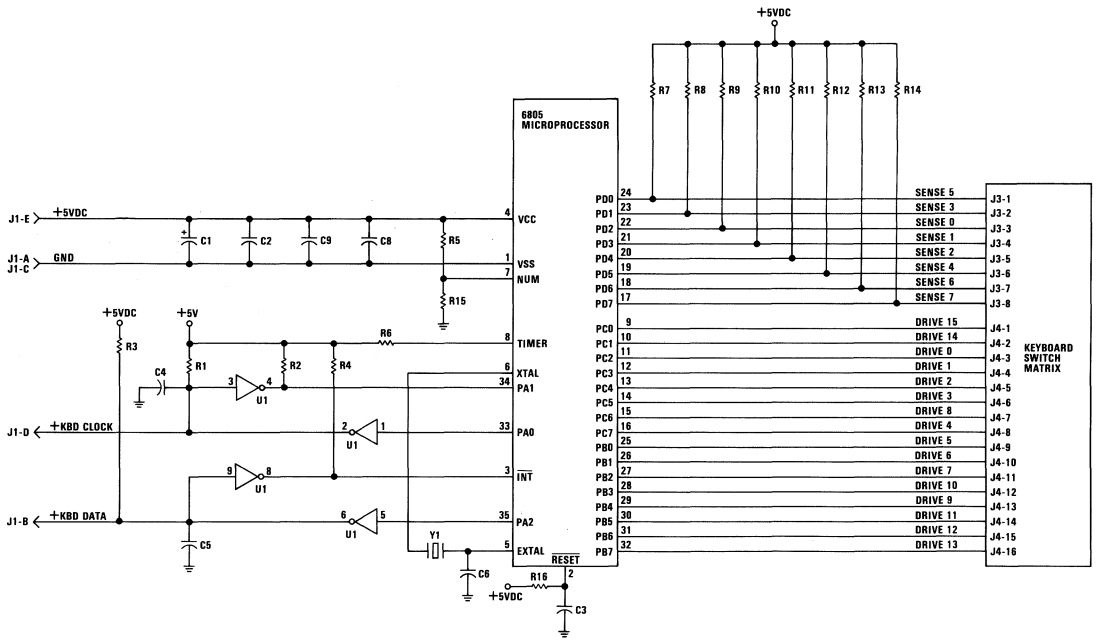 +5VDC
R7 R8 R9 R10 R11 R12 R13 R14
6805
MICROPROCESSOR
24
PD0
SENSE 5
J3-1
23
PD1
SENSE 3
J3-2
22
PD2
SENSE 0
J3-3
21
PD3
SENSE 1
J3-4
20
PD4
SENSE 2
J3-5
19
PD5
SENSE 4
J3-6
18
PD6
SENSE 6
J3-7
17
PD7
SENSE 7
J3-8
J1-E
+5VDC
4
VCC
C1 C2 C9 C8 R5
+
J1-A
J1-C
GND
1
VSS
7
NUM
R15
9
PC0
DRIVE 15
J4-1
10
PC1
DRIVE 14
J4-2
11
PC2
DRIVE 0
J4-3
12
PC3
DRIVE 1
J4-4
13
PC4
DRIVE 2
J4-5
14
PC5
DRIVE 3
J4-6
15
PC6
DRIVE 8
J4-7
16
PC7
DRIVE 4
J4-8
25
PB0
DRIVE 5
J4-9
26
PB1
DRIVE 6
J4-10
27
PB2
DRIVE 7
J4-11
28
PB3
DRIVE 10
J4-12
29
PB4
DRIVE 9
J4-13
30
PB5
DRIVE 11
J4-14
31
PB6
DRIVE 12
J4-15
32
PB7
DRIVE 13
J4-16
KEYBOARD
SWITCH
MATRIX
+5VDC
+5V
R3
R1
R2
R4
R6
8
TIMER
6
XTAL
C4
3
4
U1
34
PA1
J1-D
+KBD CLOCK
2
1
U1
33
PA0
9
8
U1
3
INT
J1-B
+KBD DATA
6
5
U1
35
PA2
C5
Y1
5
EXTAL
C6
RESET
2
R16
+5VDC
C3